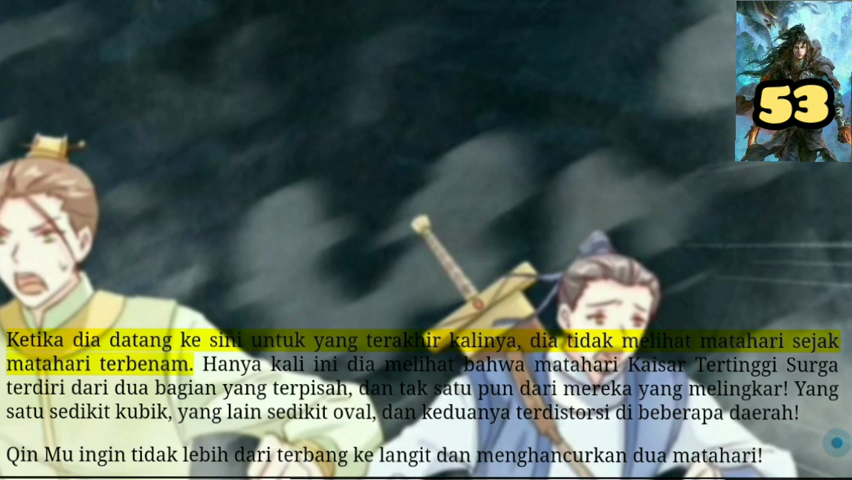 53
Ketika dia datang ke sini untuk yang terakhir kalinya, dia tidak melihat matahari sejak
matahari terbenam. Hanya kali ini dia melihat bahwa matahari Kaisar Tertinggi Surga
terdiri dari dua bagian yang terpisah, dan tak satu pun dari mereka yang melingkar! Yang
satu sedikit kubik, yang lain sedikit oval, dan keduanya terdistorsi di beberapa daerah!
Qin Mu ingin tidak lebih dari terbang ke langit dan menghancurkan dua matahari!